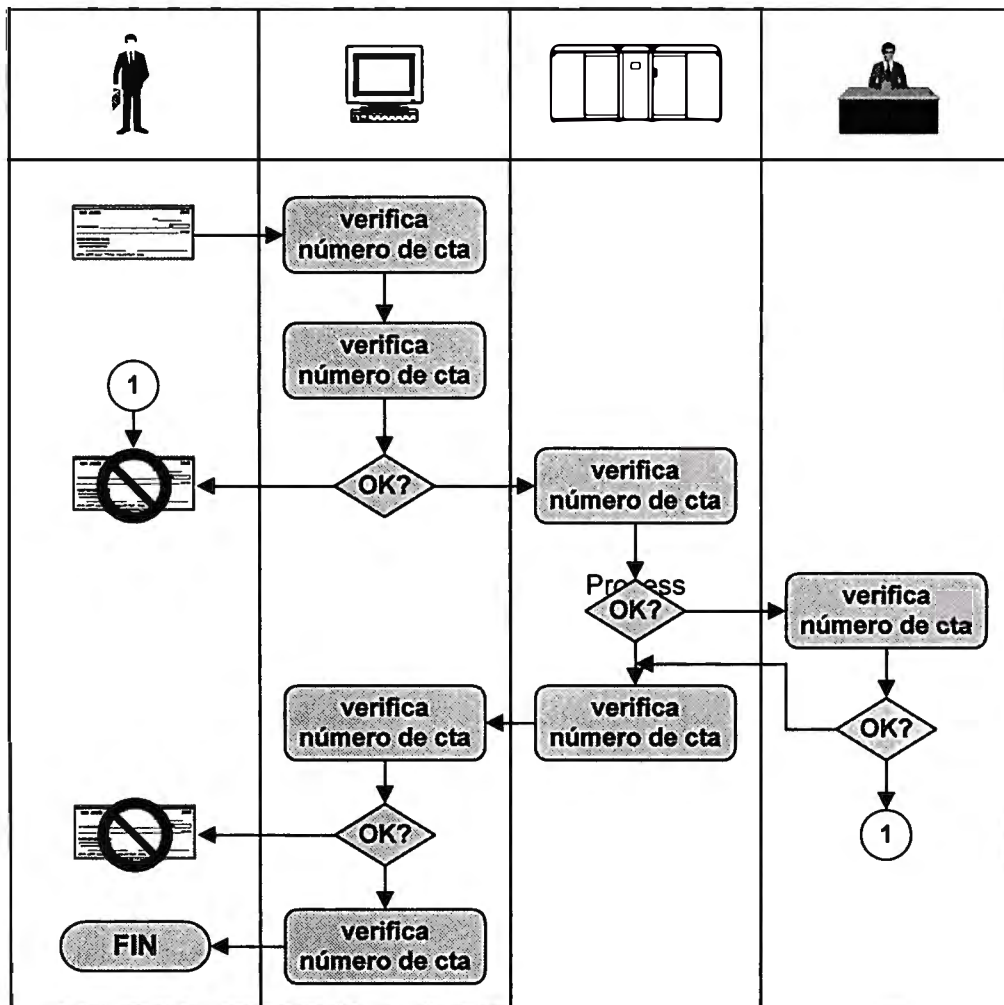 verifica
número de cta
verifica
número de cta
1
OK?
verifica
número de cta
Process
OK?
verifica
número de cta
verifica
número de cta
verifica
número de cta
OK?
OK?
1
FIN
verifica
número de cta